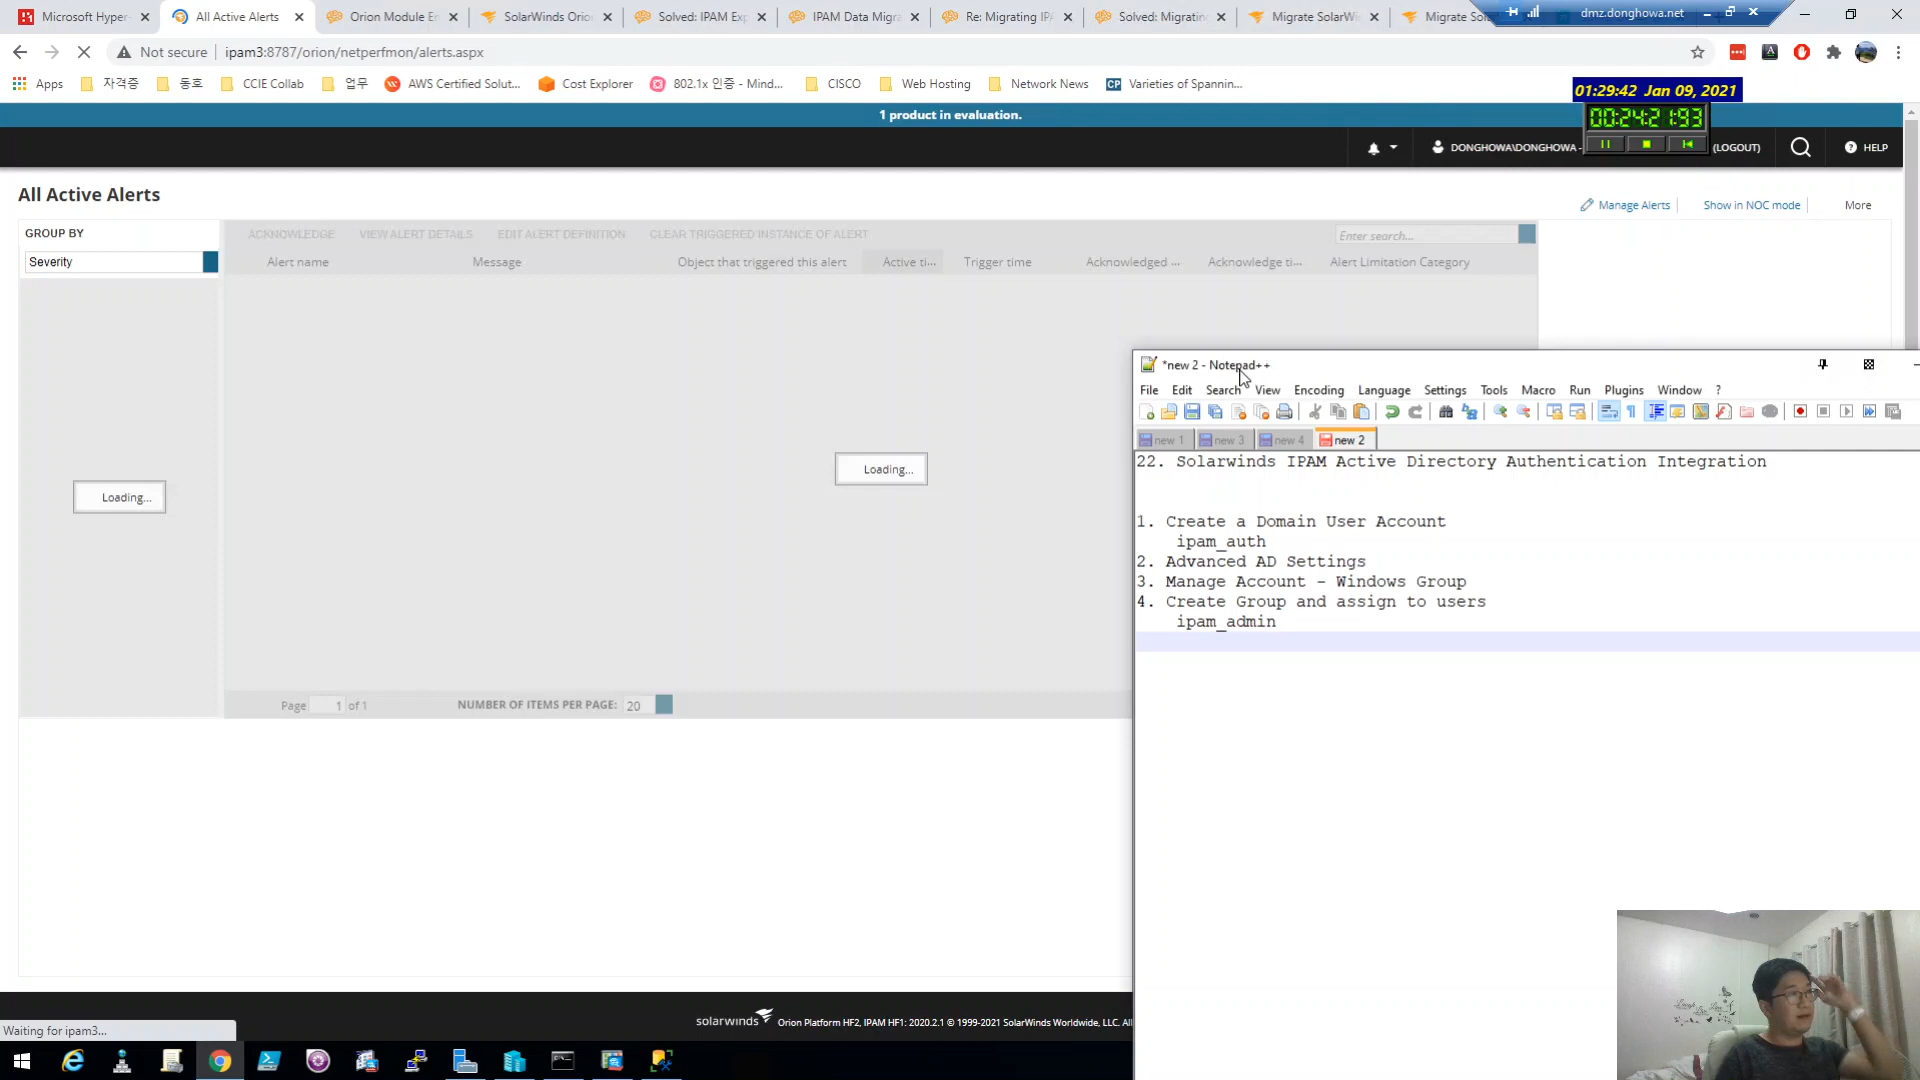 Microsoft Hyper-
All Active Alerts
Orion Module En
SolarWinds Orio
Solved: IPAM Exp
IPAM Data Migra
Re: Migrating IPA
Solved: Migratin
Migrate SolarWi
Migrate So
dmz.donghowa.net
Not secure
ipam3:8787/orion/netperfmon/alerts.aspx
Apps
자격증
동호
CCIE Collab
업무
AWS Certified Solut...
Cost Explorer
802.1x 인증 - Mind...
CISCO
Web Hosting
Network News
CP Varieties of Spannin...
01:29:42 Jan 09, 2021
00:24:21:93
1 product in evaluation.
DONGHOWA\DONGHOWA -
(LOGOUT)
HELP
All Active Alerts
Manage Alerts
Show in NOC mode
More
GROUP BY
Severity
ACKNOWLEDGE
VIEW ALERT DETAILS
EDIT ALERT DEFINITION
CLEAR TRIGGERED INSTANCE OF ALERT
Enter search...
Alert name
Message
Object that triggered this alert
Active ti...
Trigger time
Acknowledged ...
Acknowledge ti...
Alert Limitation Category
Loading...
Loading...
Page 1 of 1
NUMBER OF ITEMS PER PAGE: 20
*new 2 - Notepad++
File Edit Search View Encoding Language Settings Tools Macro Run Plugins Window ?
new 1
new 3
new 4
new 2
22. Solarwinds IPAM Active Directory Authentication Integration
1. Create a Domain User Account
ipam_auth
2. Advanced AD Settings
3. Manage Account - Windows Group
4. Create Group and assign to users
ipam_admin
solarwinds
Orion Platform HF2, IPAM HF1: 2020.2.1 © 1999-2021 SolarWinds Worldwide, LLC. All
Waiting for ipam3...